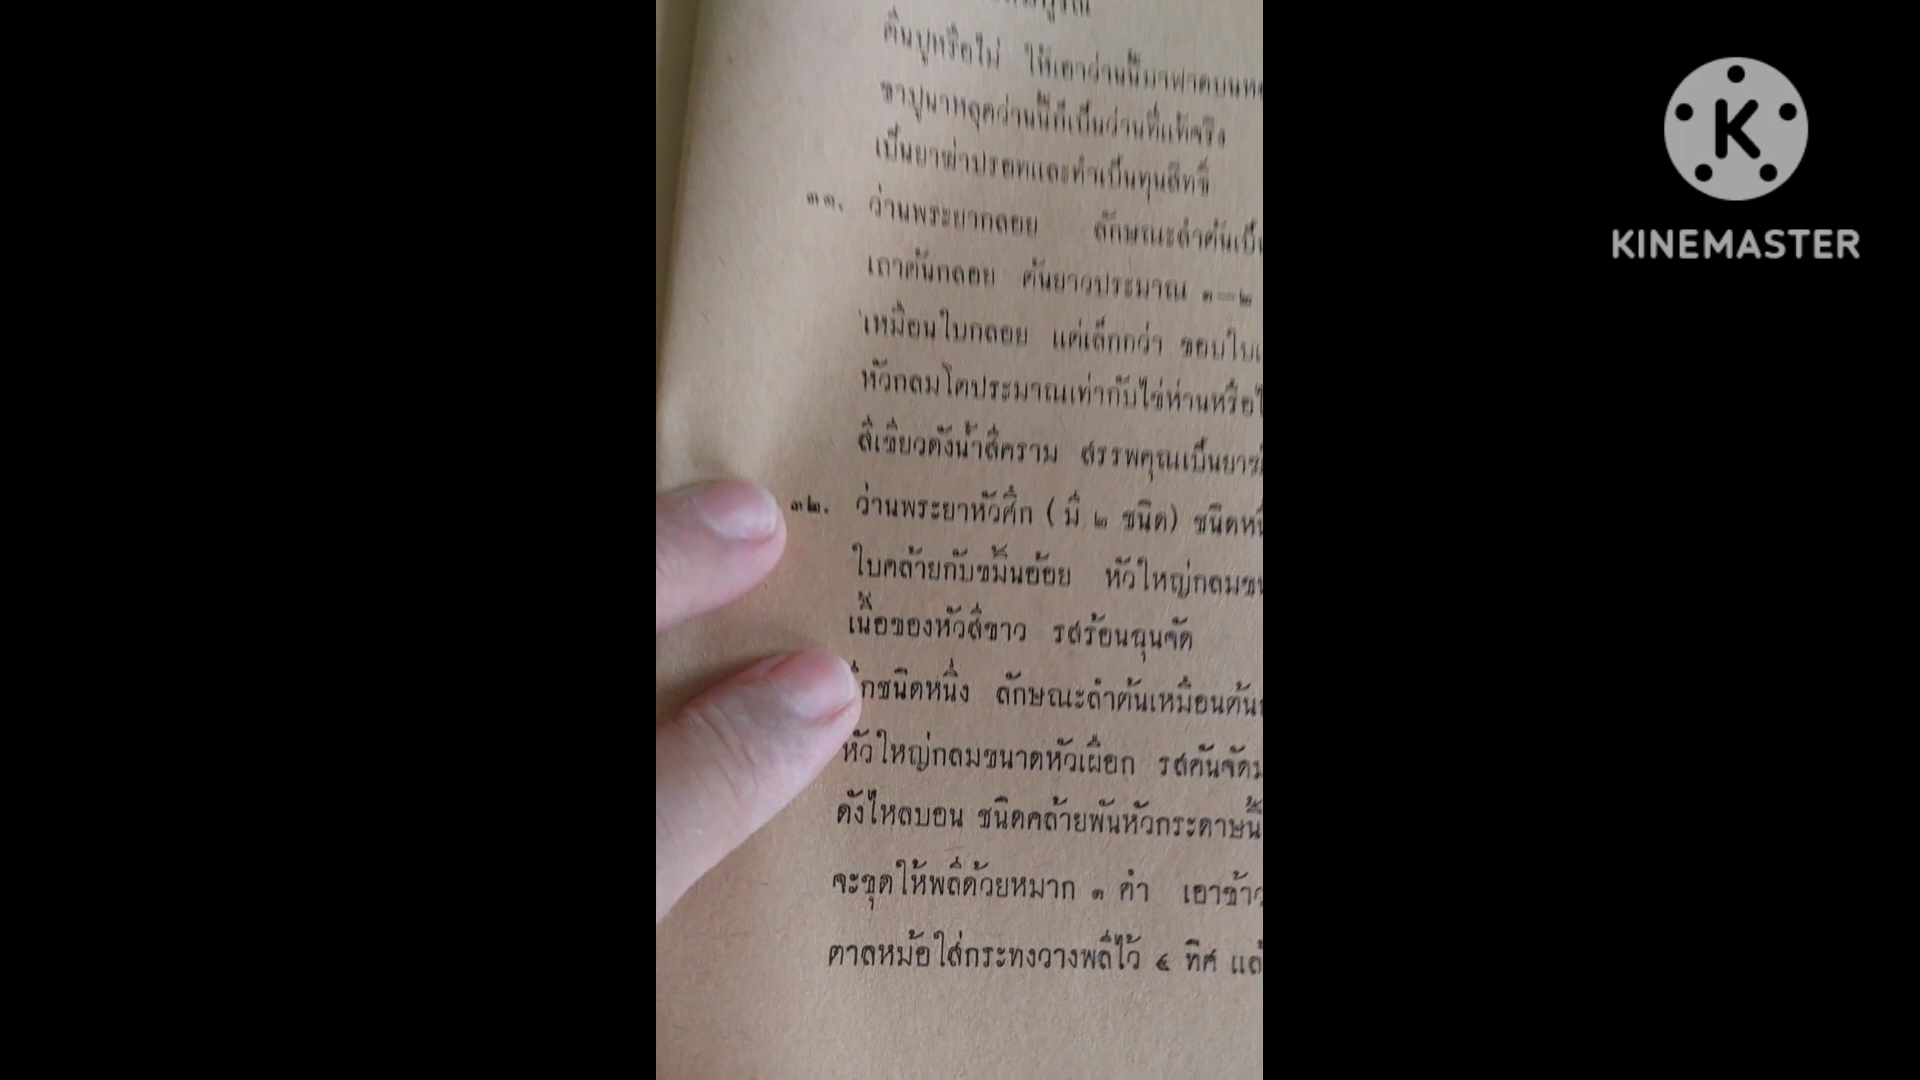 คืนปูหรือไม่ ให้เอาว่านนี้มาฟาดบน
ขาปูนาหลุดว่านนี้ก็เป็นว่านที่แท้จริง
เป็นยาฆ่าปรอทและทำเป็นทุนสิทธิ์
๓๑. ว่านพระยากลอย ลักษณะลำต้น
เถาต้นกลอย ต้นยาวประมาณ ๑–๒
เหมือนใบกลอย แต่เล็กกว่า ขอบใบ
หัวกลมโตประมาณเท่ากับไข่ห่านหรือ
สีเขียวดังน้ำสีคราม สรรพคุณเป็นยา
๓๒. ว่านพระยาหัวศึก ( มี ๒ ชนิด) ชนิด
ใบคล้ายกับขมิ้นอ้อย หัวใหญ่กลม
เนื้อของหัวสีขาว รสร้อนฉุนจัด
ชนิดหนึ่ง ลักษณะลำต้นเหมือนต้น
หัวใหญ่กลมขนาดหัวเผือก รสคันจัด
ดังไหลบอน ชนิดคล้ายพันหัวกระดาษนี้
จะขุดให้พลีด้วยหมาก ๑ คำ เอาข้าว
ตาลหม้อใส่กระทงวางพลีไว้ ๔ ทิศ
KINEMASTER